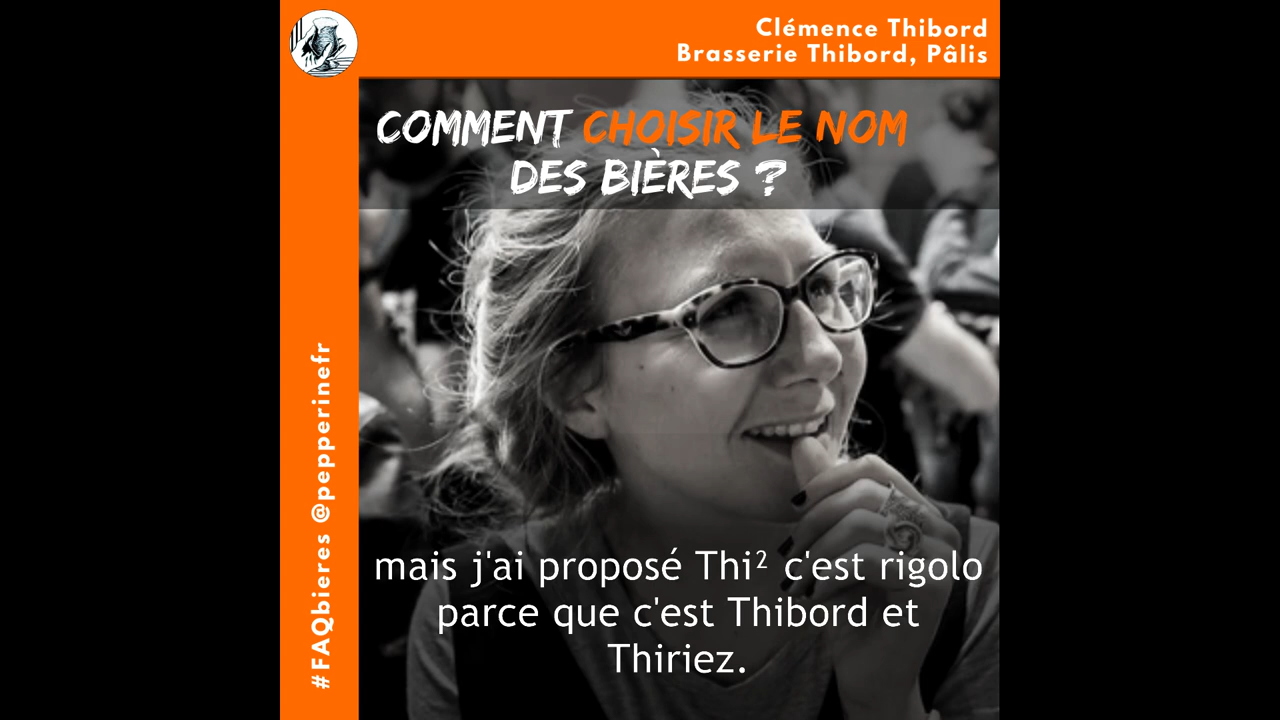 Clémence Thibord
Brasserie Thibord, Pâlis
COMMENT CHOISIR LE NOM
DES BIÈRES ?
#FAQbieres @pepperinefr
mais j'ai proposé Thi² c'est rigolo
parce que c'est Thibord et
Thiriez.